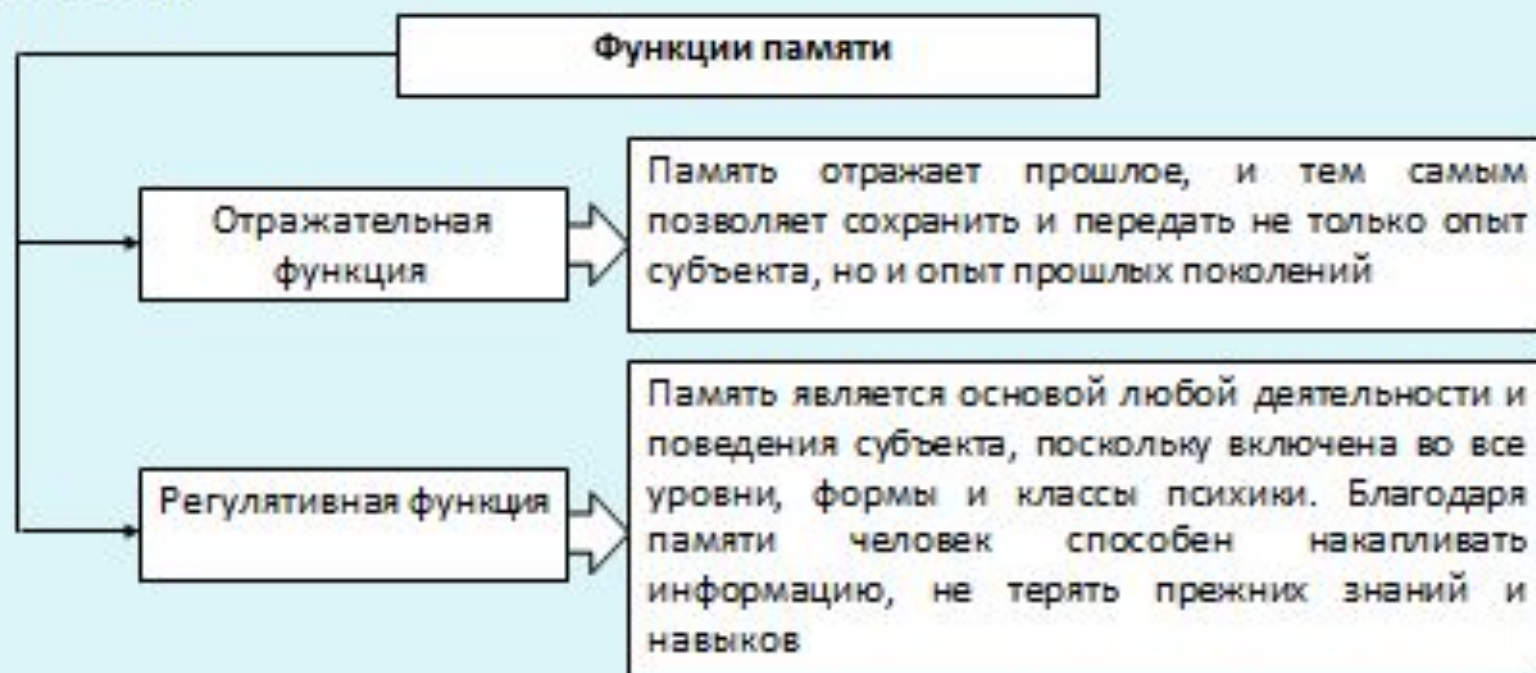 Функции памяти
Отражательная
функция
Память отражает прошлое, и тем самым
позволяет сохранить и передать не только опыт
субъекта, но и опыт прошлых поколений
Регулятивная функция
Память является основой любой деятельности и
поведения субъекта, поскольку включена во все
уровни, формы и классы психики. Благодаря
памяти человек способен накапливать
информацию, не терять прежних знаний и
навыков